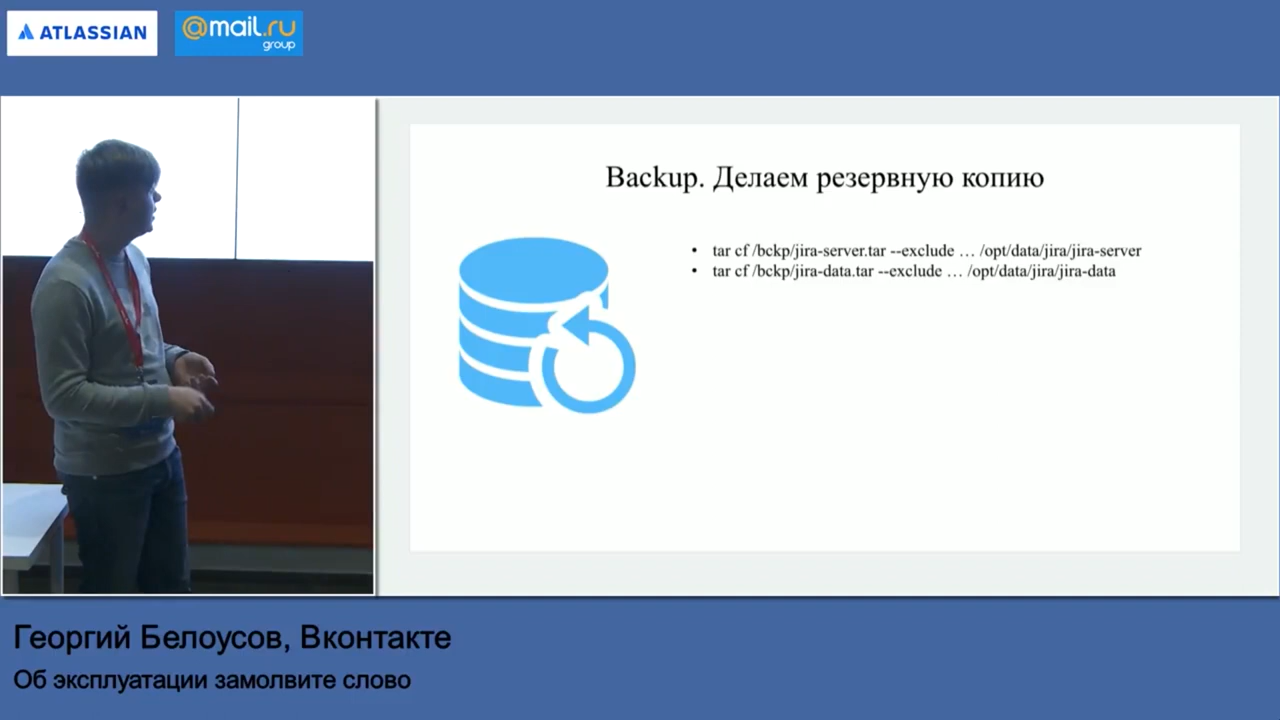 ATLASSIAN
@mail.ru
group
Backup. Делаем резервную копию
• tar cf /bckp/jira-server.tar --exclude … /opt/data/jira/jira-server
• tar cf /bckp/jira-data.tar --exclude … /opt/data/jira/jira-data
Георгий Белоусов, Вконтакте
Об эксплуатации замолвите слово